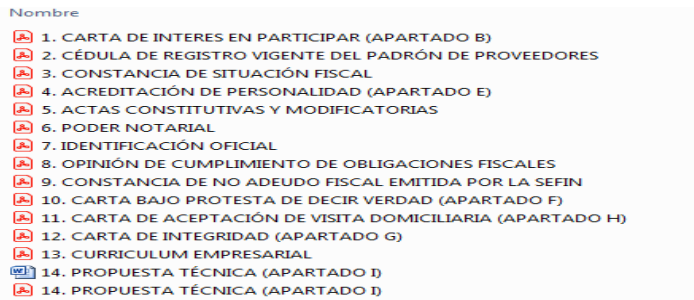 Nombre
1. CARTA DE INTERES EN PARTICIPAR (APARTADO B)
2. CÉDULA DE REGISTRO VIGENTE DEL PADRÓN DE PROVEEDORES
3. CONSTANCIA DE SITUACIÓN FISCAL
4. ACREDITACIÓN DE PERSONALIDAD (APARTADO E)
5. ACTAS CONSTITUTIVAS Y MODIFICATORIAS
6. PODER NOTARIAL
7. IDENTIFICACIÓN OFICIAL
8. OPINIÓN DE CUMPLIMIENTO DE OBLIGACIONES FISCALES
9. CONSTANCIA DE NO ADEUDO FISCAL EMITIDA POR LA SEFIN
10. CARTA BAJO PROTESTA DE DECIR VERDAD (APARTADO F)
11. CARTA DE ACEPTACIÓN DE VISITA DOMICILIARIA (APARTADO H)
12. CARTA DE INTEGRIDAD (APARTADO G)
13. CURRICULUM EMPRESARIAL
14. PROPUESTA TÉCNICA (APARTADO I)
14. PROPUESTA TÉCNICA (APARTADO I)